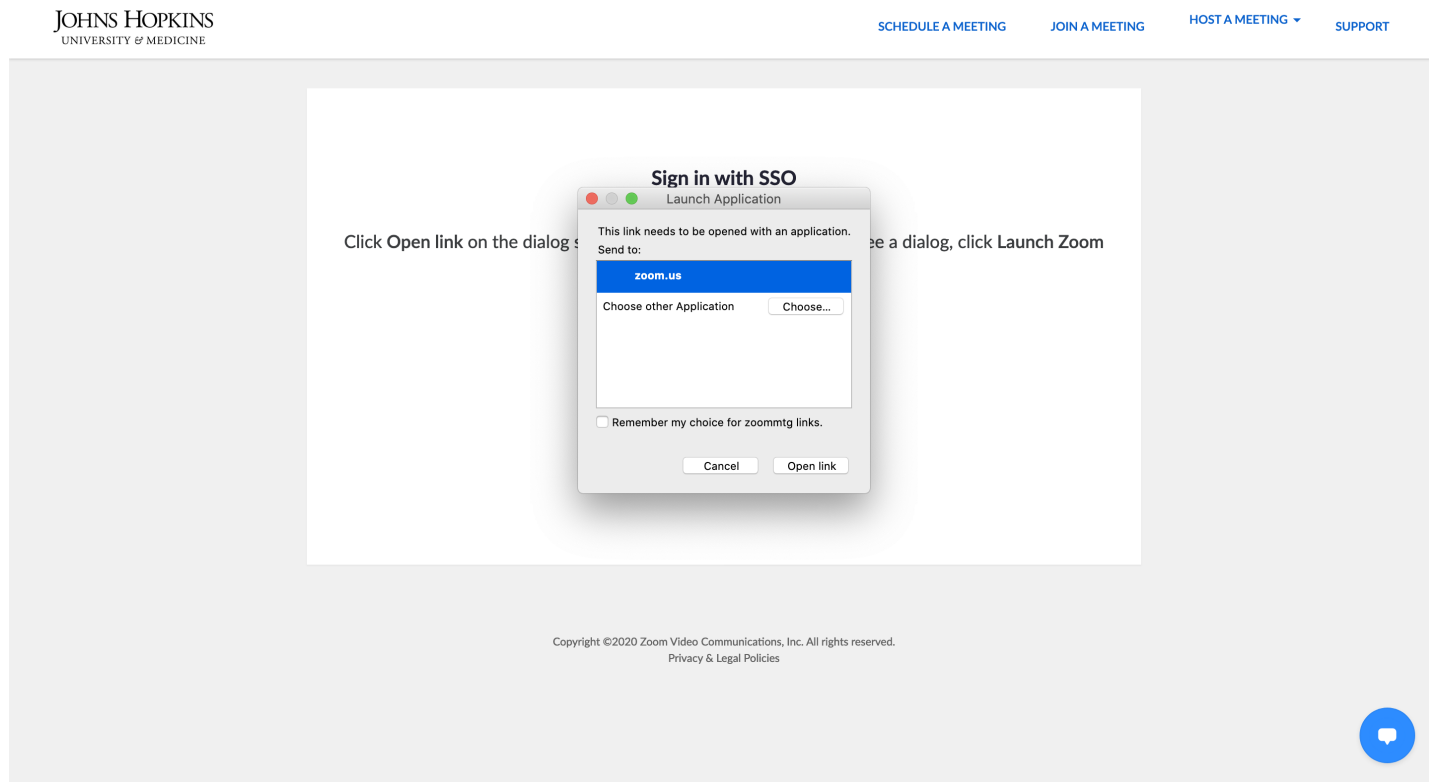 JOHNS HOPKINS
UNIVERSITY & MEDICINE
SCHEDULE A MEETING
JOIN A MEETING
HOST A MEETING
SUPPORT
Sign in with SSO
Launch Application
Click Open link on the dialog
ee a dialog, click Launch Zoom
This link needs to be opened with an application.
Send to:
zoom.us
Choose other Application
Choose...
Remember my choice for zoommtg links.
Cancel
Open link
Copyright ©2020 Zoom Video Communications, Inc. All rights reserved.
Privacy & Legal Policies